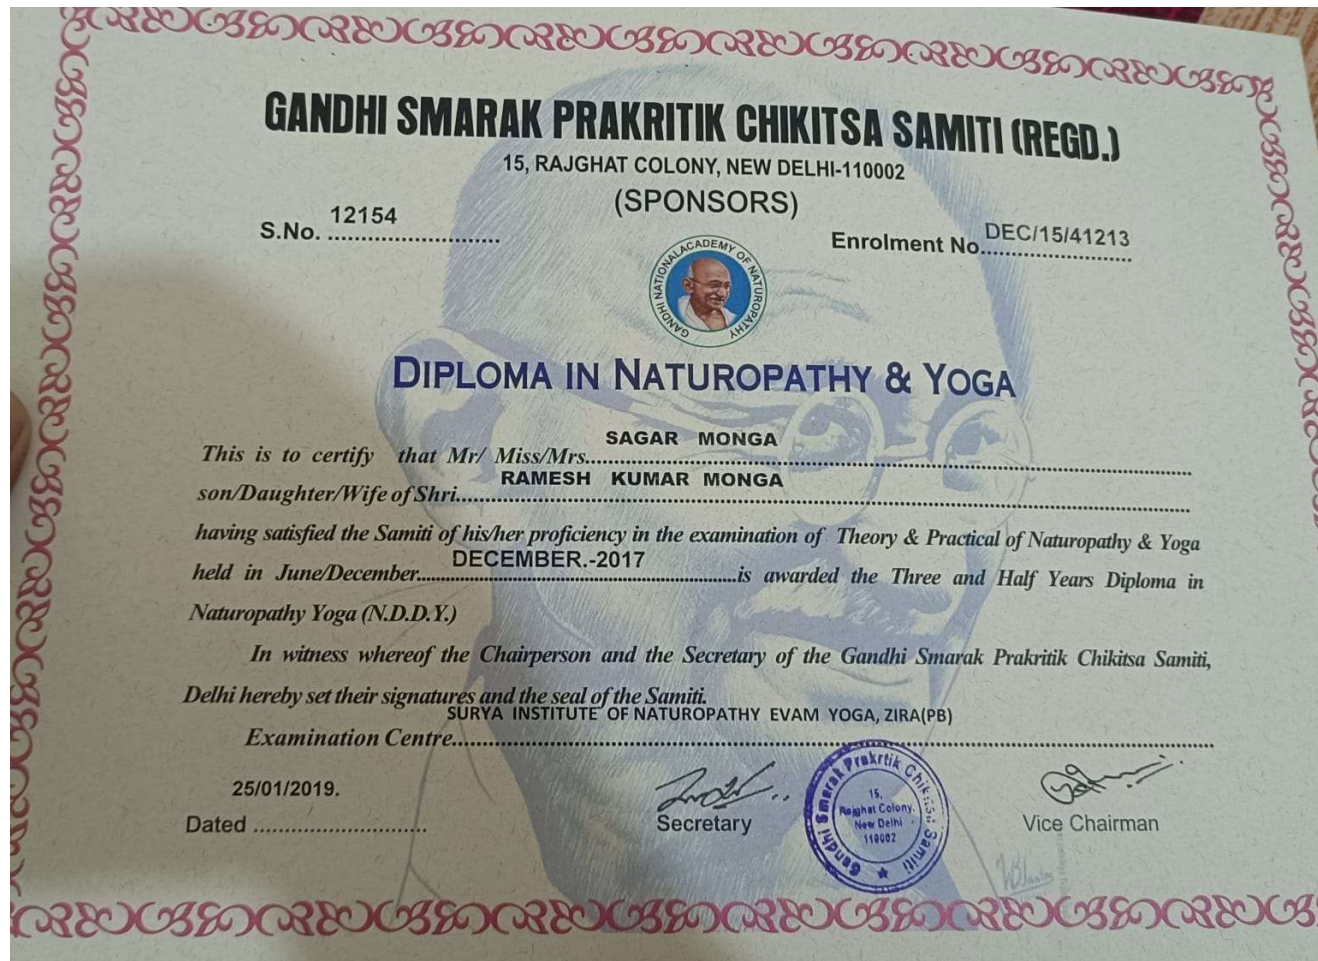 GANDHI SMARAK PRAKRITIK CHIKITSA SAMITI (REGD.)
15, RAJGHAT COLONY, NEW DELHI-110002
(SPONSORS)
S.No. 12154
Enrolment No. DEC/15/41213
GANDHI NATIONAL ACADEMY OF NATUROPATHY
DIPLOMA IN NATUROPATHY & YOGA
This is to certify that Mr/ Miss/Mrs. SAGAR MONGA
son/Daughter/Wife of Shri. RAMESH KUMAR MONGA
having satisfied the Samiti of his/her proficiency in the examination of Theory & Practical of Naturopathy & Yoga
held in June/December. DECEMBER.-2017 is awarded the Three and Half Years Diploma in
Naturopathy Yoga (N.D.D.Y.)
In witness whereof the Chairperson and the Secretary of the Gandhi Smarak Prakritik Chikitsa Samiti,
Delhi hereby set their signatures and the seal of the Samiti.
SURYA INSTITUTE OF NATUROPATHY EVAM YOGA, ZIRA(PB)
Examination Centre
25/01/2019.
Dated
Secretary
Gandhi Smarak Prakrtik Chikitsa Samiti
15,
Rajghat Colony,
New Delhi
110002
Vice Chairman